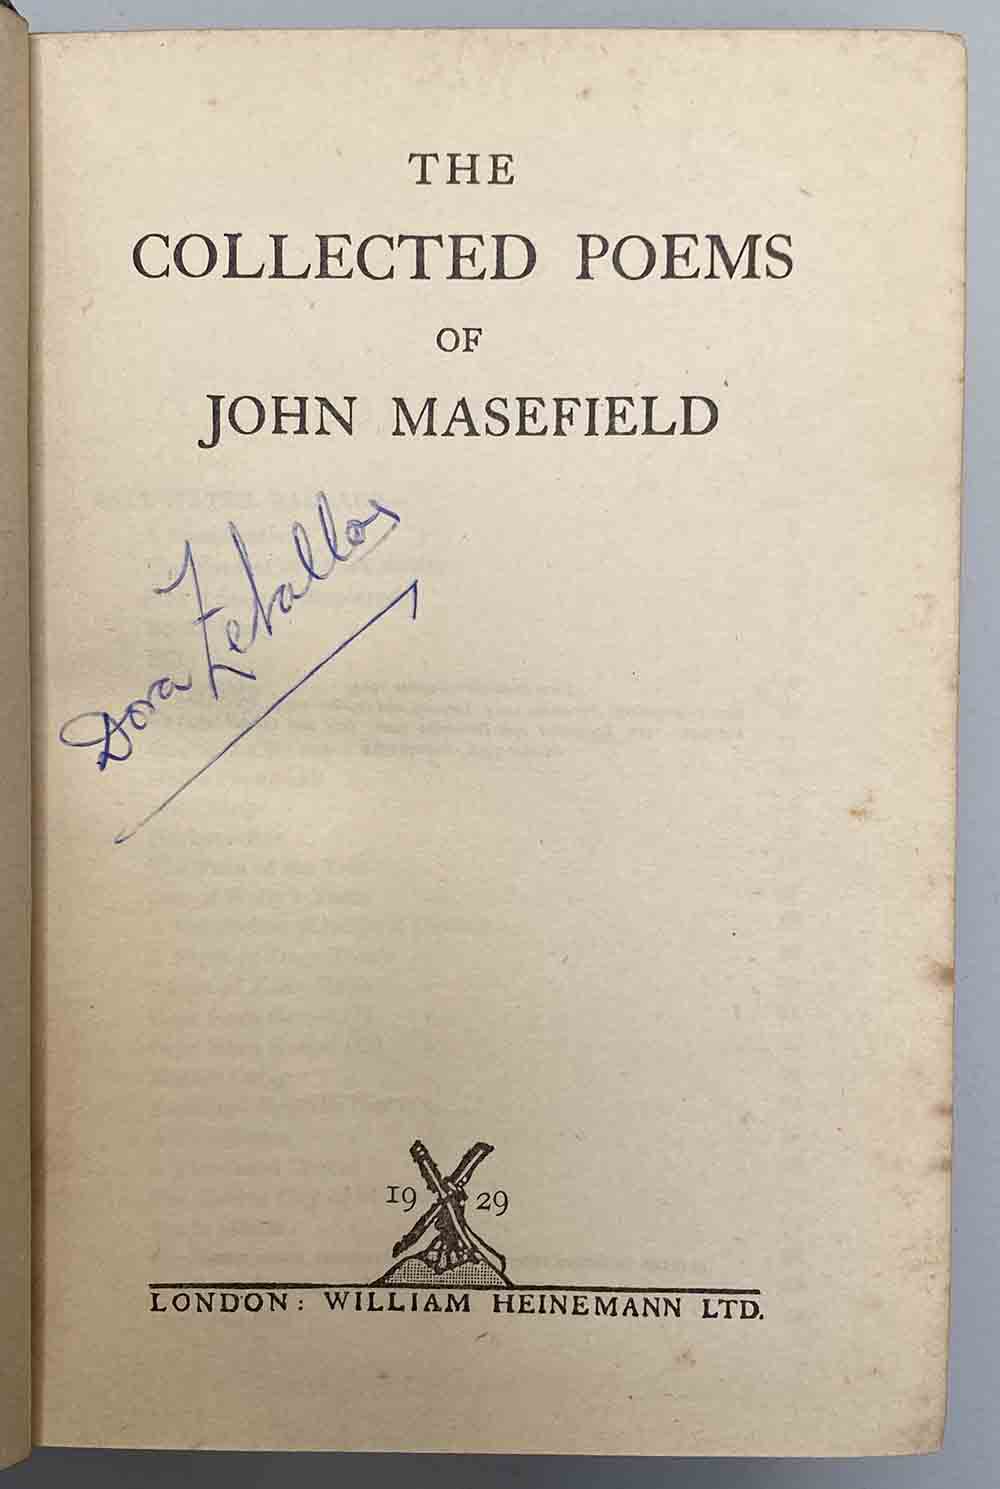 THE
COLLECTED POEMS
OF
JOHN MASEFIELD
Dora Zeballos
19 29
LONDON: WILLIAM HEINEMANN LTD.